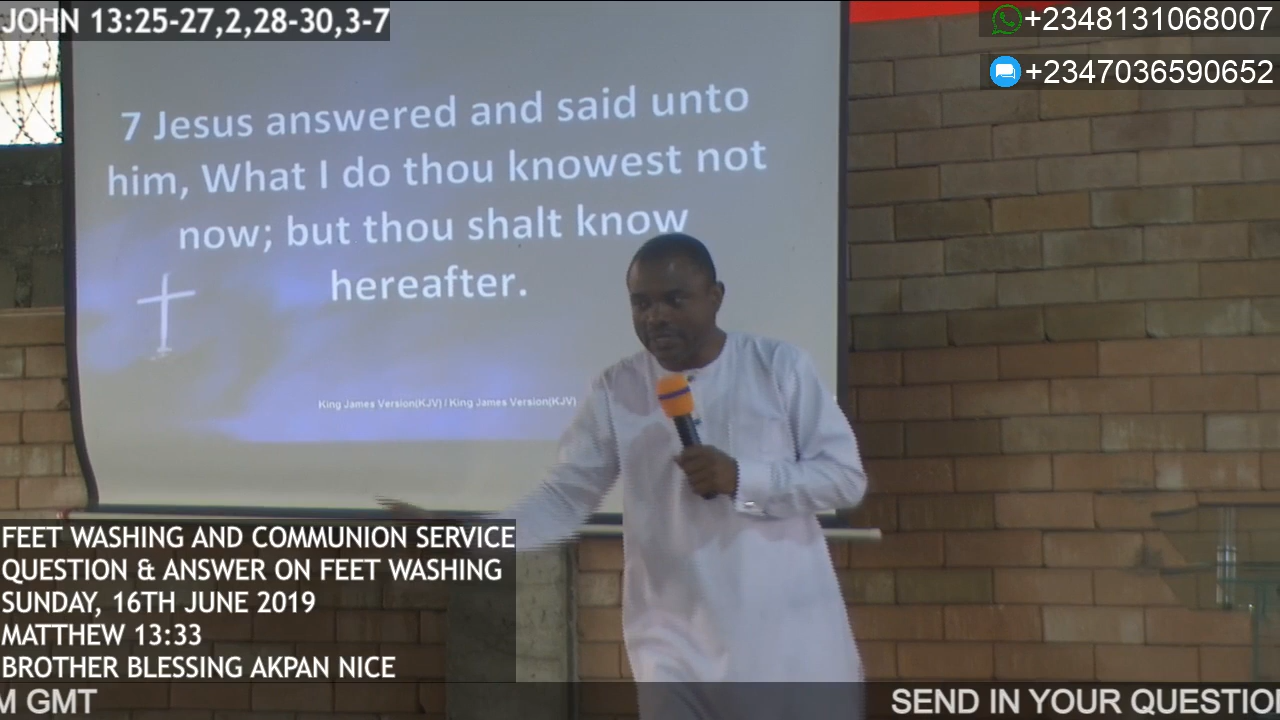 JOHN 13:25-27,2,28-30,3-7
+2348131068007
+2347036590652
7 Jesus answered and said unto
him, What I do thou knowest not
now; but thou shalt know
hereafter.
King James Version(KJV) / King James Version(KJV)
FEET WASHING AND COMMUNION SERVICE
QUESTION & ANSWER ON FEET WASHING
SUNDAY, 16TH JUNE 2019
MATTHEW 13:33
BROTHER BLESSING AKPAN NICE
M GMT
SEND IN YOUR QUESTIO